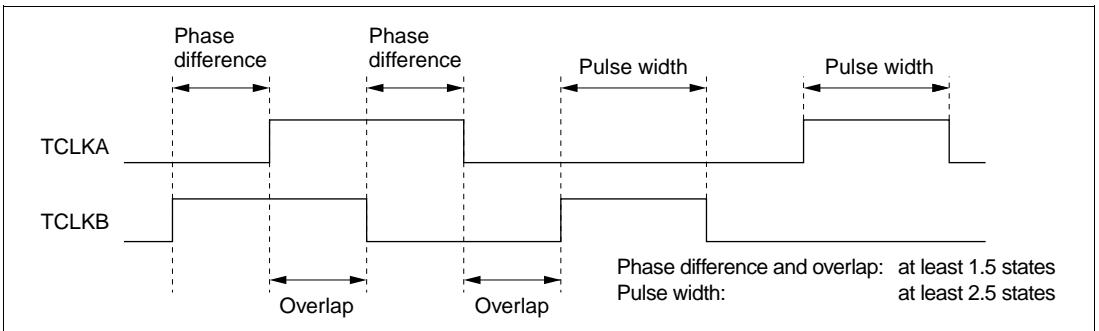 Phase
difference
Phase
difference
Pulse width
Pulse width
TCLKA
TCLKB
Overlap
Overlap
Phase difference and overlap: at least 1.5 states
Pulse width: at least 2.5 states